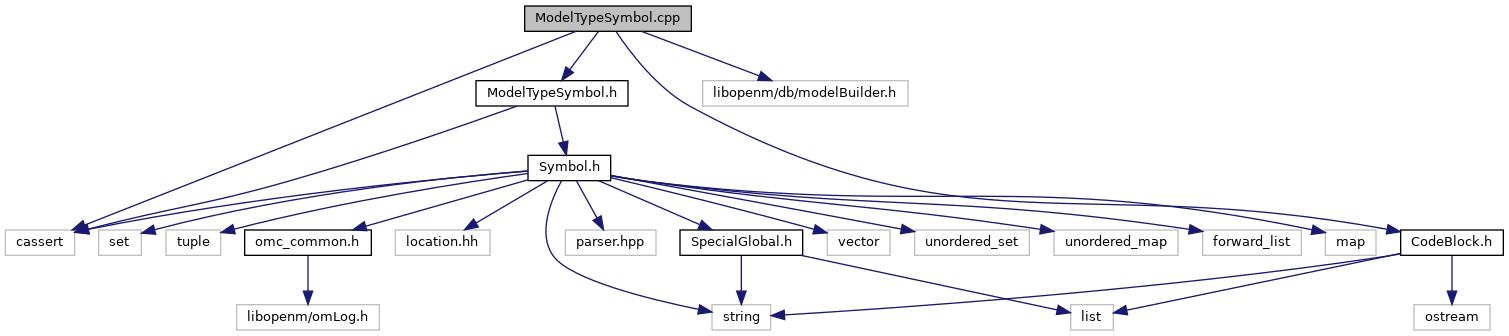 ModelTypeSymbol.cpp
ModelTypeSymbol.h
libopenm/db/modelBuilder.h
Symbol.h
cassert
set
tuple
omc_common.h
location.hh
parser.hpp
SpecialGlobal.h
vector
unordered_set
unordered_map
forward_list
map
CodeBlock.h
libopenm/omLog.h
string
list
ostream